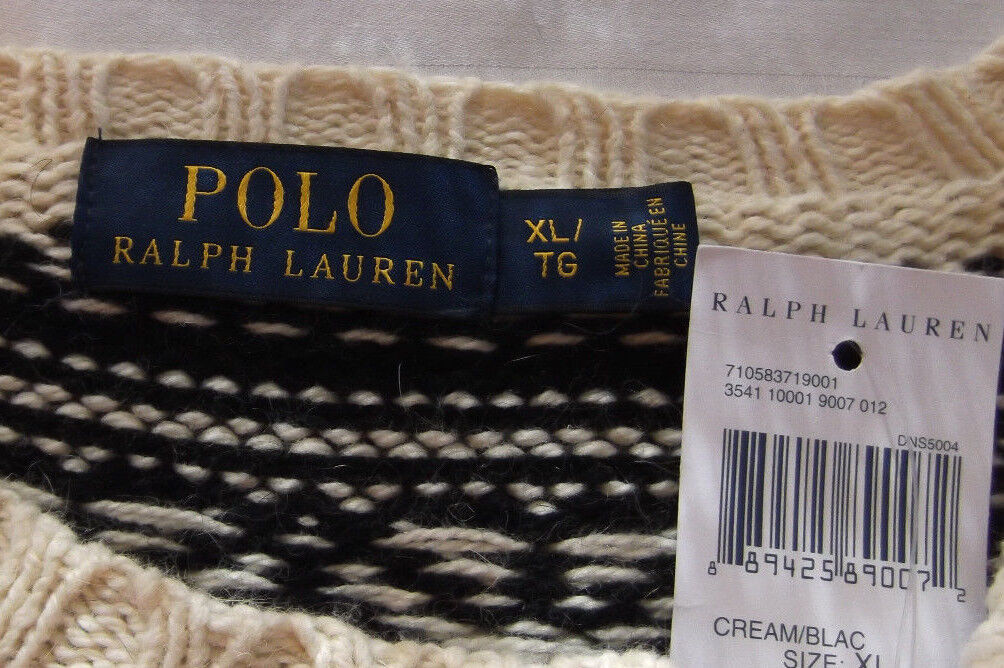 POLO
RALPH LAUREN
XL/
TG
MADE IN
CHINA
FABRIQUÉ EN
CHINE
RALPH LAUREN
710583719001
3541 10001 9007 012
DNS5004
8 89425 89007 2
CREAM/BLAC
SIZE: XL